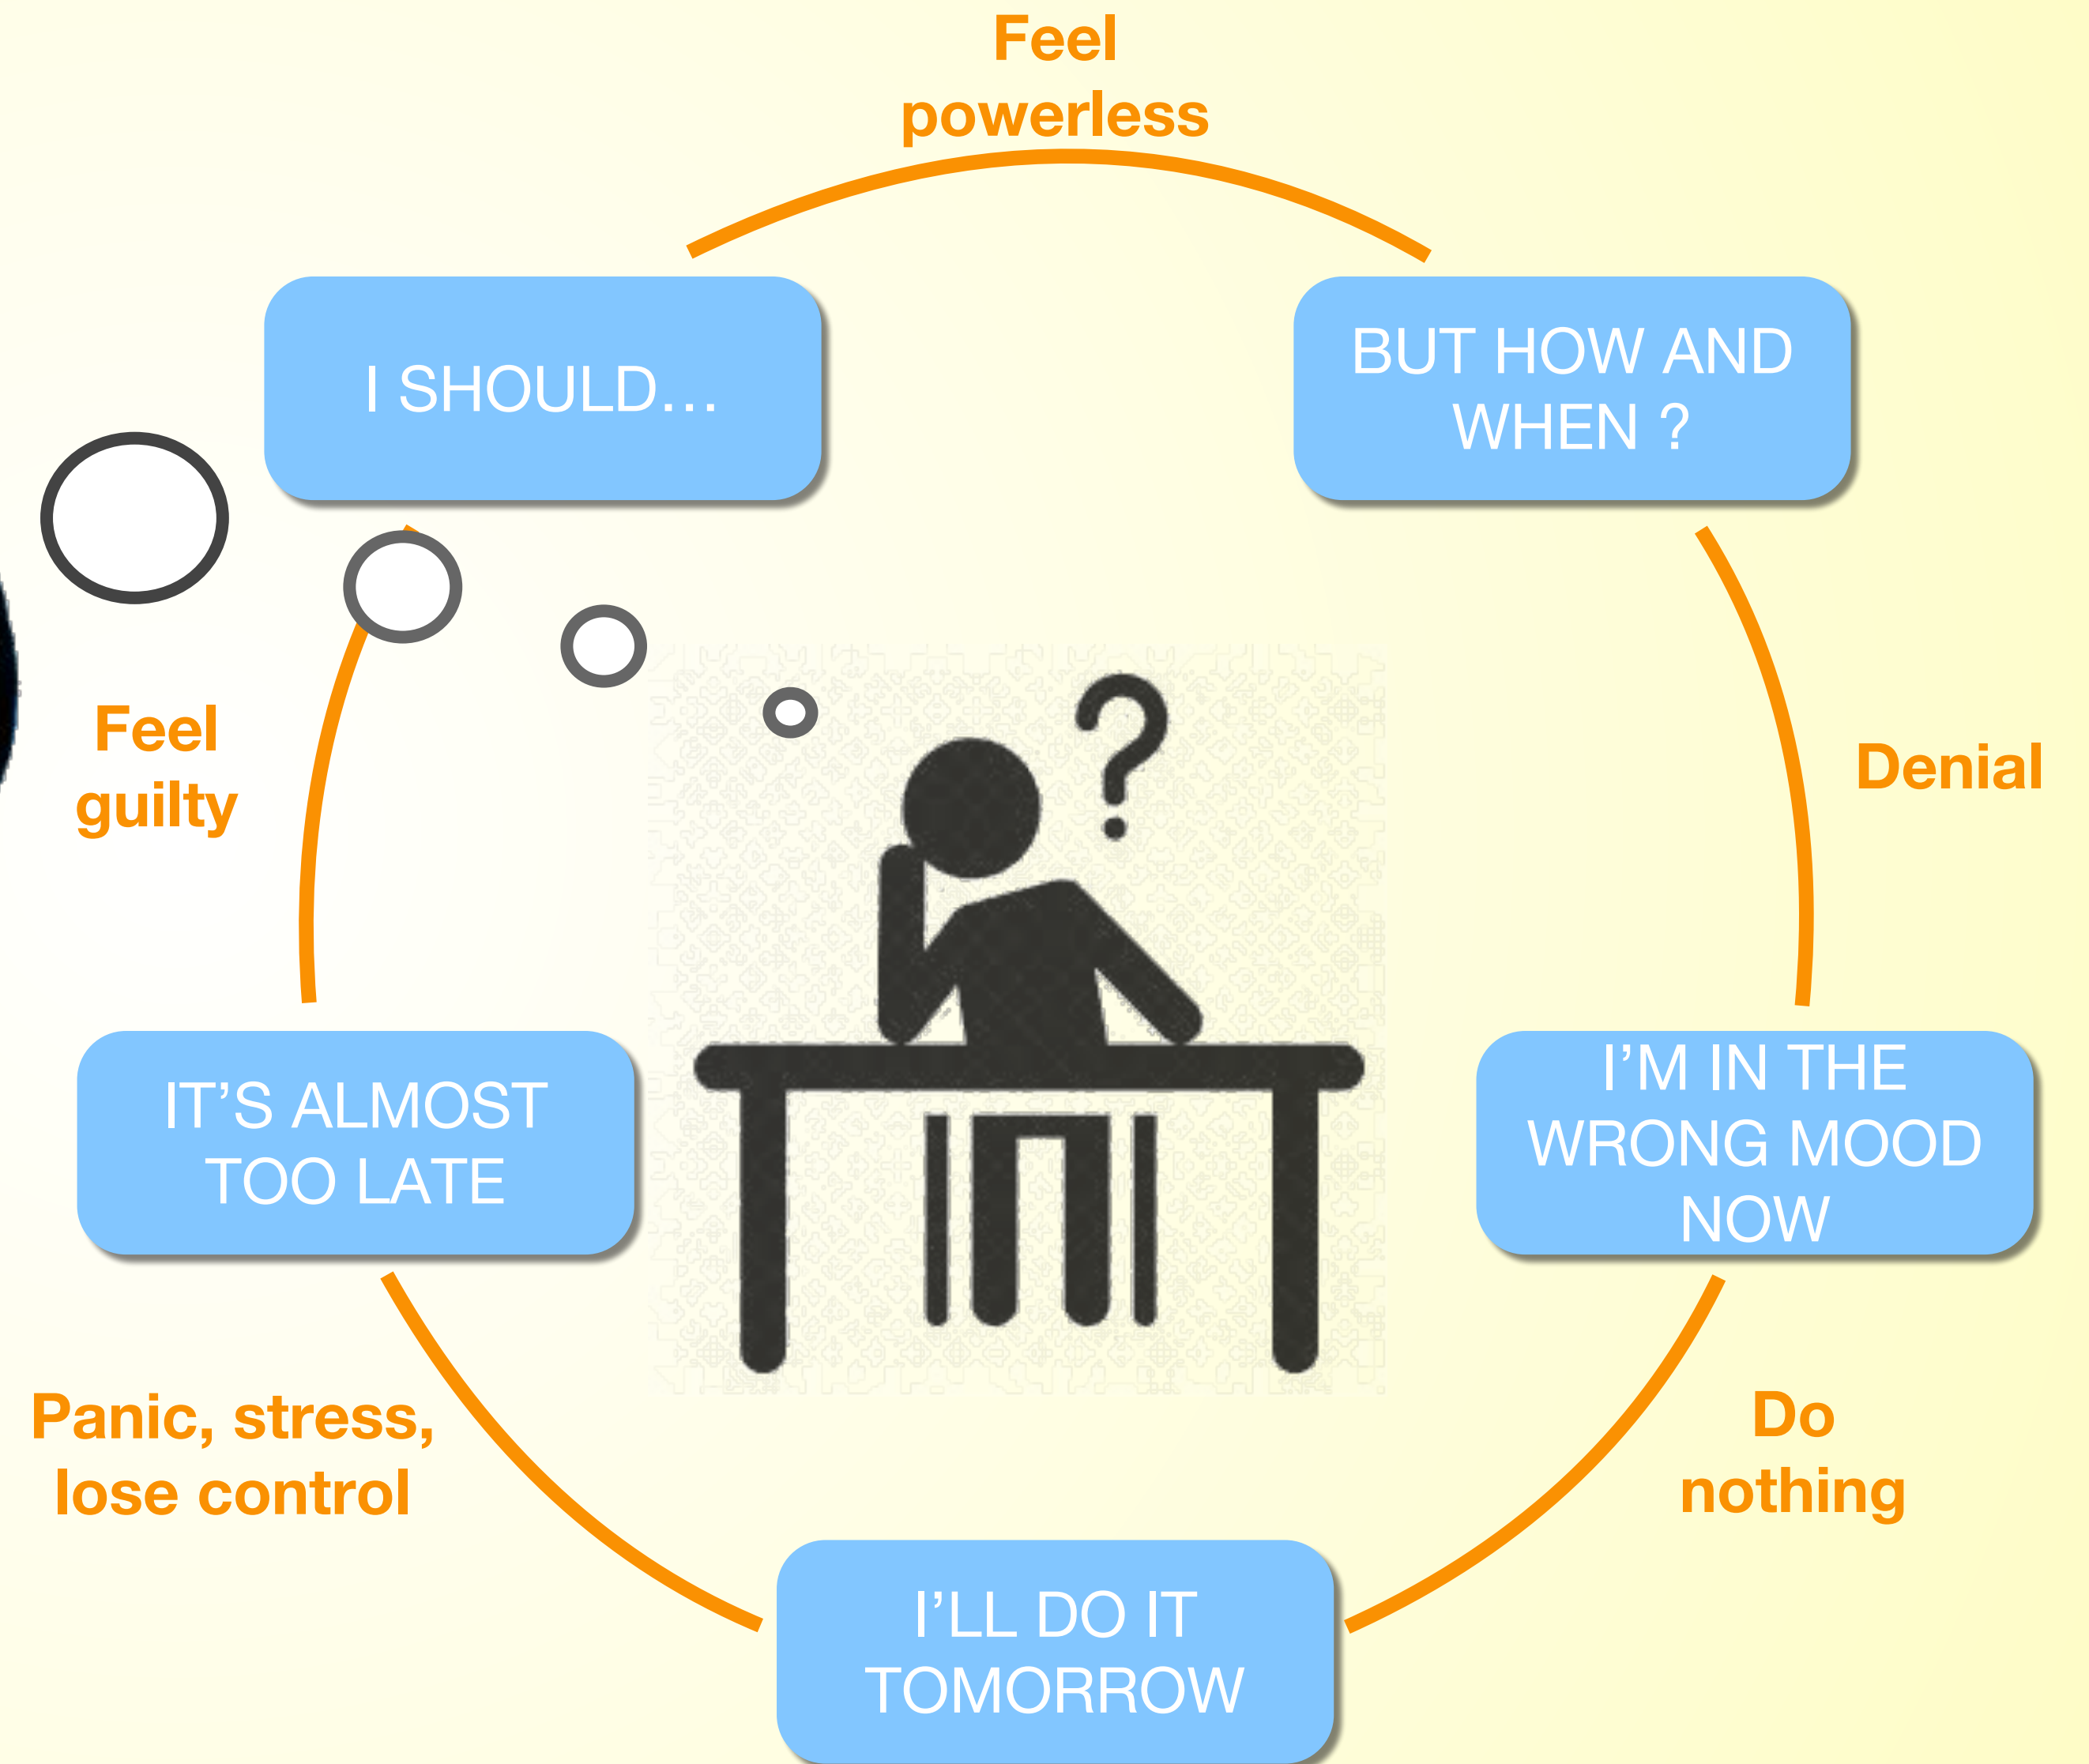 Feel
powerless
I SHOULD…
BUT HOW AND
WHEN ?
Feel
guilty
?
Denial
IT’S ALMOST
TOO LATE
I’M IN THE
WRONG MOOD
NOW
Panic, stress,
lose control
Do
nothing
I’LL DO IT
TOMORROW